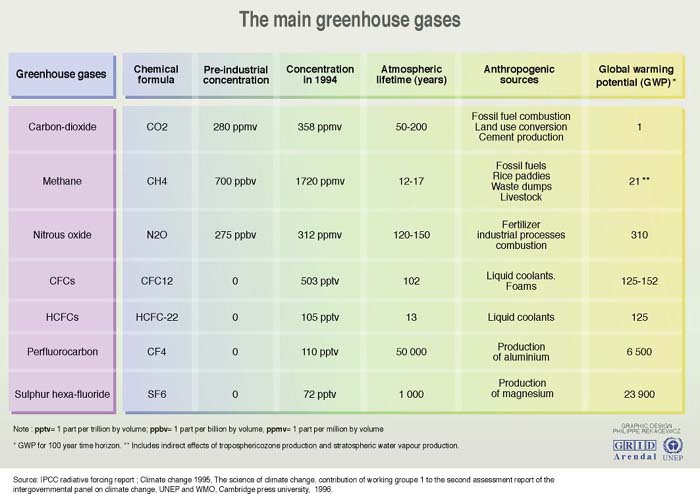 The main greenhouse gases
Greenhouse gases
Chemical formula
Pre-industrial concentration
Concentration in 1994
Atmospheric lifetime (years)
Anthropogenic sources
Global warming potential (GWP) *
Carbon-dioxide
CO2
280 ppmv
358 ppmv
50-200
Fossil fuel combustion
Land use conversion
Cement production
1
Methane
CH4
700 ppbv
1720 ppmv
12-17
Fossil fuels
Rice paddies
Waste dumps
Livestock
21 **
Nitrous oxide
N2O
275 ppbv
312 ppmv
120-150
Fertilizer
industrial processes
combustion
310
CFCs
CFC12
0
503 pptv
102
Liquid coolants.
Foams
125-152
HCFCs
HCFC-22
0
105 pptv
13
Liquid coolants
125
Perfluorocarbon
CF4
0
110 pptv
50 000
Production
of aluminium
6 500
Sulphur hexa-fluoride
SF6
0
72 pptv
1 000
Production
of magnesium
23 900
Note : pptv= 1 part per trillion by volume; ppbv= 1 part per billion by volume, ppmv= 1 part per million by volume
* GWP for 100 year time horizon. ** Includes indirect effects of tropospheric ozone production and stratospheric water vapour production.
GRAPHIC DESIGN
PHILIPPE REKACEWICZ
GRID
Arendal
UNEP
Source: IPCC radiative forcing report ; Climate change 1995, The science of climate change, contribution of working groupe 1 to the second assessment report of the
intergovernmental panel on climate change, UNEP and WMO, Cambridge press university, 1996.